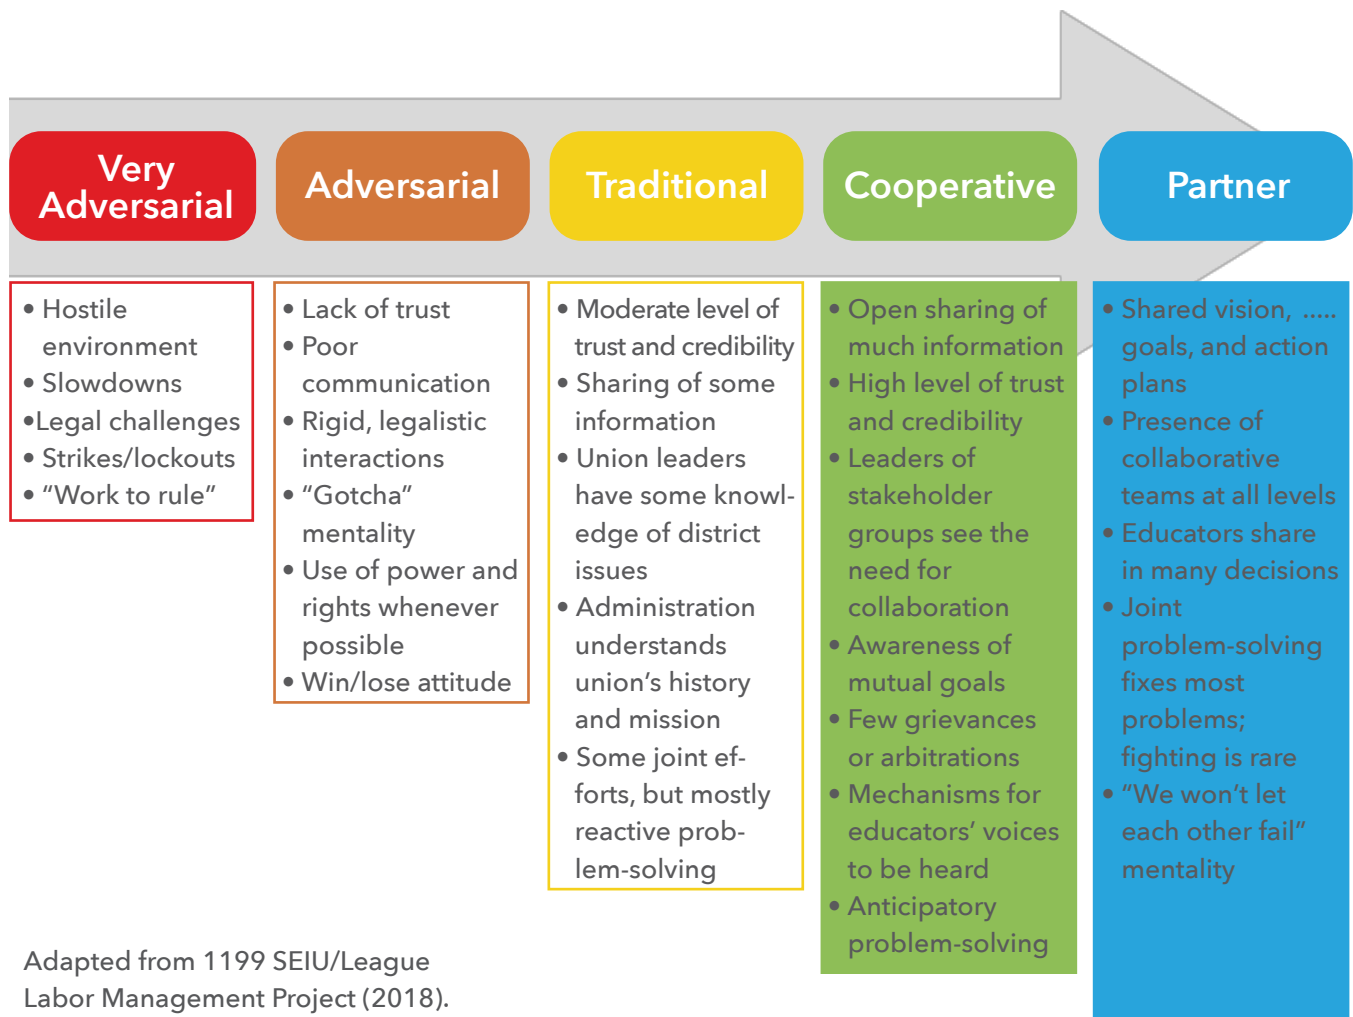 Very
Adversarial
Adversarial
Traditional
Cooperative
Partner
• Hostile
environment
• Slowdowns
•Legal challenges
• Strikes/lockouts
• “Work to rule”
• Lack of trust
• Poor
communication
• Rigid, legalistic
interactions
• “Gotcha”
mentality
• Use of power and
rights whenever
possible
• Win/lose attitude
• Moderate level of
trust and credibility
• Sharing of some
information
• Union leaders
have some knowl-
edge of district
issues
• Administration
understands
union’s history
and mission
• Some joint ef-
forts, but mostly
reactive prob-
lem-solving
• Open sharing of
much information
• High level of trust
and credibility
• Leaders of
stakeholder
groups see the
need for
collaboration
• Awareness of
mutual goals
• Few grievances
or arbitrations
• Mechanisms for
educators’ voices
to be heard
• Anticipatory
problem-solving
• Shared vision, .....
goals, and action
plans
• Presence of
collaborative
teams at all levels
• Educators share
in many decisions
• Joint
problem-solving
fixes most
problems;
fighting is rare
• “We won’t let
each other fail”
mentality
Adapted from 1199 SEIU/League
Labor Management Project (2018).